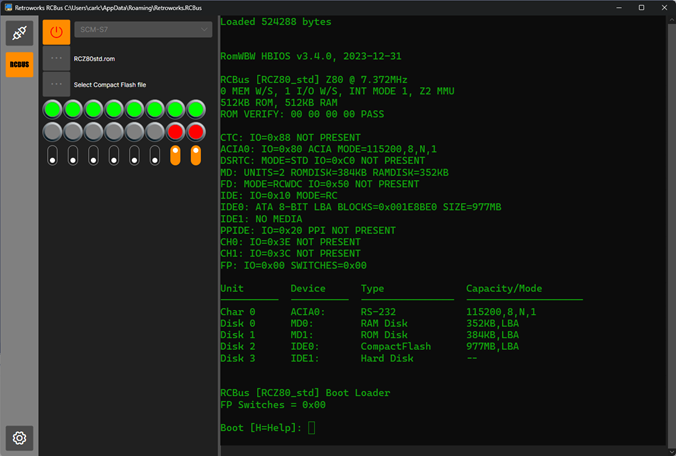 Retroworks RCBus C:\Users\carlc\AppData\Roaming\Retroworks.RCBus
RCBUS
SCM-S7
RCZ80std.rom
Select Compact Flash file
Loaded 524288 bytes
RomWBW HBIOS v3.4.0, 2023-12-31
RCBus [RCZ80_std] Z80 @ 7.372MHz
0 MEM W/S, 1 I/O W/S, INT MODE 1, Z2 MMU
512KB ROM, 512KB RAM
ROM VERIFY: 00 00 00 00 PASS
CTC: IO=0x88 NOT PRESENT
ACIA0: IO=0x80 ACIA MODE=115200,8,N,1
DSRTC: MODE=STD IO=0xC0 NOT PRESENT
MD: UNITS=2 ROMDISK=384KB RAMDISK=352KB
FD: MODE=RCWDC IO=0x50 NOT PRESENT
IDE: IO=0x10 MODE=RC
IDE0: ATA 8-BIT LBA BLOCKS=0x001E8BE0 SIZE=977MB
IDE1: NO MEDIA
PPIDE: IO=0x20 PPI NOT PRESENT
CH0: IO=0x3E NOT PRESENT
CH1: IO=0x3C NOT PRESENT
FP: IO=0x00 SWITCHES=0x00
Unit Device Type Capacity/Mode
Char 0 ACIA0: RS-232 115200,8,N,1
Disk 0 MD0: RAM Disk 352KB,LBA
Disk 1 MD1: ROM Disk 384KB,LBA
Disk 2 IDE0: CompactFlash 977MB,LBA
Disk 3 IDE1: Hard Disk --
RCBus [RCZ80_std] Boot Loader
FP Switches = 0x00
Boot [H=Help]: